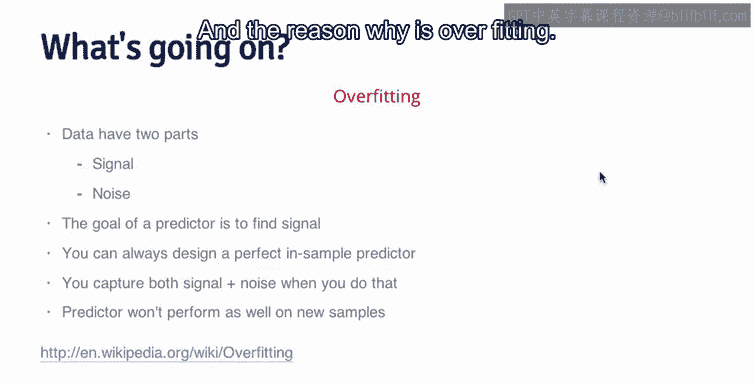 What's going on?
And the reason why is over fitting.
Overfitting
· Data have two parts
- Signal
- Noise
· The goal of a predictor is to find signal
· You can always design a perfect in-sample predictor
· You capture both signal + noise when you do that
· Predictor won't perform as well on new samples
http://en.wikipedia.org/wiki/Overfitting